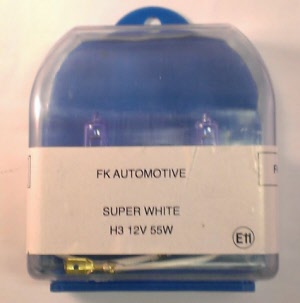 FK AUTOMOTIVE
SUPER WHITE
H3 12V 55W
E11